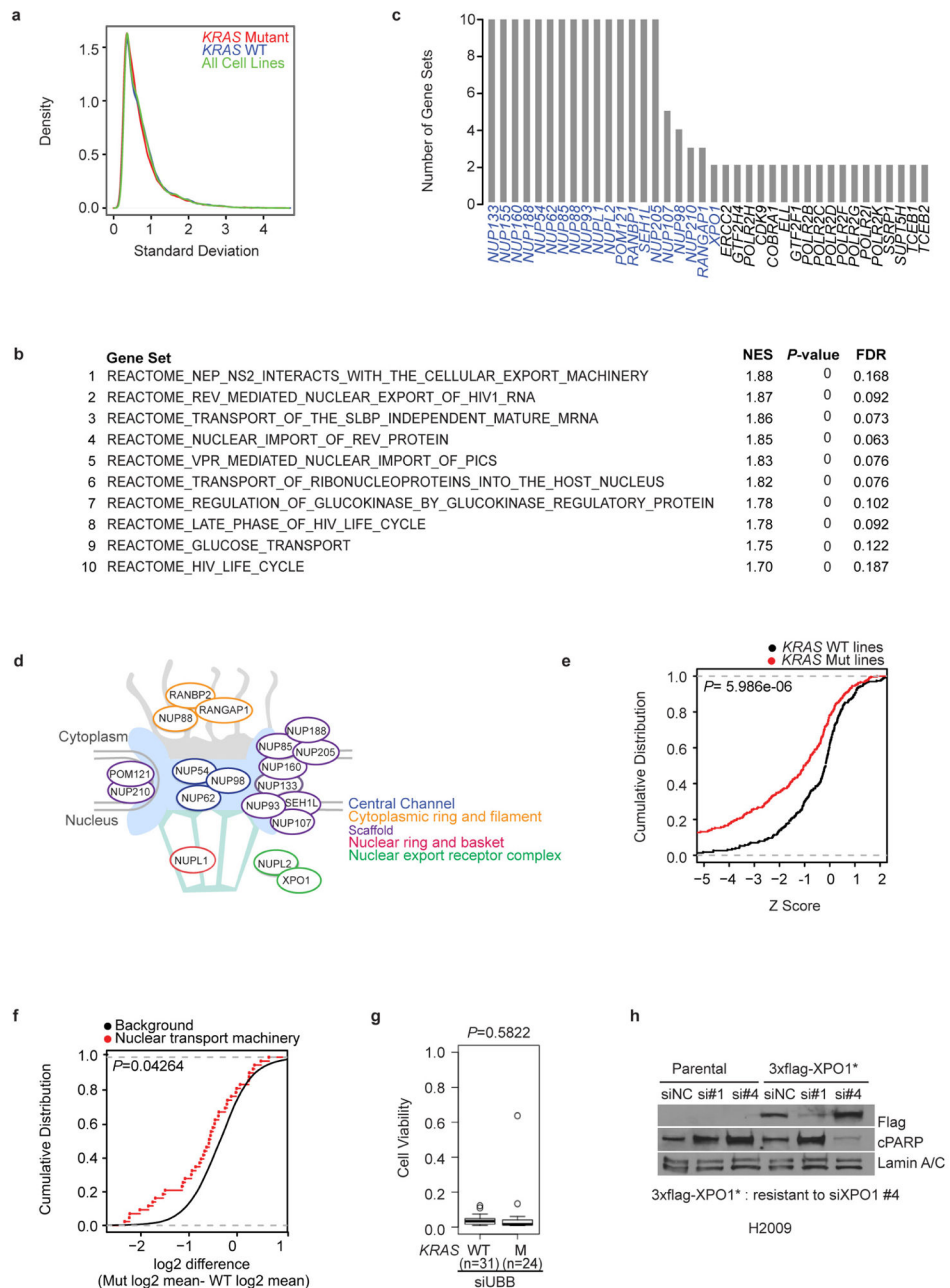 a
KRAS Mutant
KRAS WT
All Cell Lines
1.5
1.0
0.5
0.0
Density
0 1 2 3 4
Standard Deviation
c
10
8
6
4
2
0
Number of Gene Sets
NUP133
NUP155
NUP160
NUP188
NUP54
NUP62
NUP85
NUP88
NUP93
NUPL1
NUPL2
POM121
RANBP1
SEH1L
NUP205
NUP107
NUP98
NUP210
RANGAP1
XPO1
ERCC2
GTF2H4
POLR2H
CDK9
COBRA1
ELL
GTF2F1
POLR2B
POLR2C
POLR2D
POLR2F
POLR2G
POLR2I
POLR2K
SSRP1
SUPT5H
TCEB1
TCEB2
b
Gene Set NES P-value FDR
1 REACTOME_NEP_NS2_INTERACTS_WITH_THE_CELLULAR_EXPORT_MACHINERY 1.88 0 0.168
2 REACTOME_REV_MEDIATED_NUCLEAR_EXPORT_OF_HIV1_RNA 1.87 0 0.092
3 REACTOME_TRANSPORT_OF_THE_SLBP_INDEPENDENT_MATURE_MRNA 1.86 0 0.073
4 REACTOME_NUCLEAR_IMPORT_OF_REV_PROTEIN 1.85 0 0.063
5 REACTOME_VPR_MEDIATED_NUCLEAR_IMPORT_OF_PICS 1.83 0 0.076
6 REACTOME_TRANSPORT_OF_RIBONUCLEOPROTEINS_INTO_THE_HOST_NUCLEUS 1.82 0 0.076
7 REACTOME_REGULATION_OF_GLUCOKINASE_BY_GLUCOKINASE_REGULATORY_PROTEIN 1.78 0 0.102
8 REACTOME_LATE_PHASE_OF_HIV_LIFE_CYCLE 1.78 0 0.092
9 REACTOME_GLUCOSE_TRANSPORT 1.75 0 0.122
10 REACTOME_HIV_LIFE_CYCLE 1.70 0 0.187
d
RANBP2
RANGAP1
NUP88
Cytoplasm
Nucleus
POM121
NUP210
NUP54
NUP98
NUP62
NUP188
NUP85
NUP205
NUP160
NUP133
NUP93
SEH1L
NUP107
NUPL1
NUPL2
XPO1
Central Channel
Cytoplasmic ring and filament
Scaffold
Nuclear ring and basket
Nuclear export receptor complex
e
KRAS WT lines
KRAS Mut lines
P= 5.986e-06
1.0
0.8
0.6
0.4
0.2
0.0
Cumulative Distribution
−5 −4 −3 −2 −1 0 1 2
Z Score
f
Background
Nuclear transport machinery
P=0.04264
1.0
0.8
0.6
0.4
0.2
0.0
Cumulative Distribution
−2 −1 0 1
log2 difference
(Mut log2 mean- WT log2 mean)
g
P=0.5822
1.0
0.8
0.6
0.4
0.2
0.0
Cell Viability
KRAS WT M
(n=31) (n=24)
siUBB
h
Parental 3xflag-XPO1*
siNC si#1 si#4 siNC si#1 si#4
Flag
cPARP
Lamin A/C
3xflag-XPO1* : resistant to siXPO1 #4
H2009